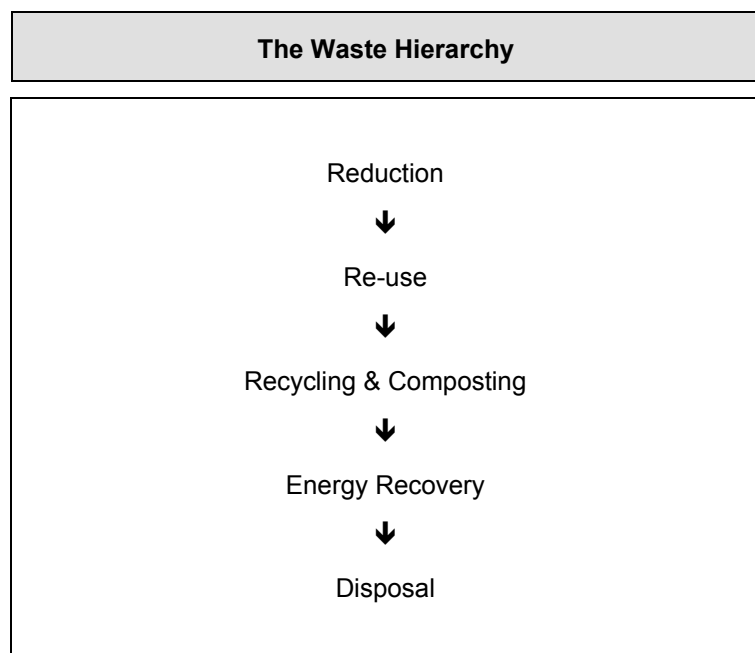 The Waste Hierarchy
Reduction
Re-use
Recycling & Composting
Energy Recovery
Disposal